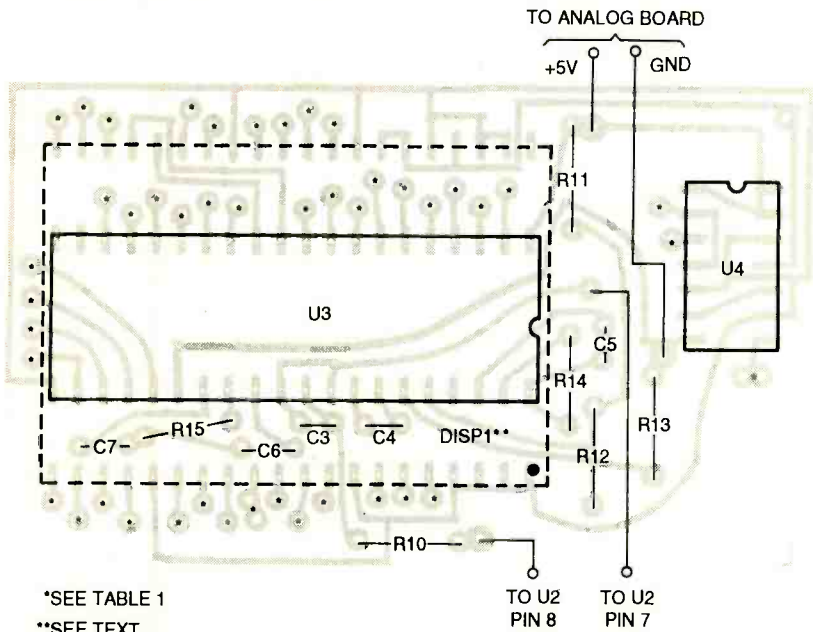 TO ANALOG BOARD
+5V
GND
R11
U4
U3
C5
R14
R13
R15
C3
C4
DISP1**
C7
C6
R12
R10
TO U2
PIN 8
TO U2
PIN 7
*SEE TABLE 1
**SEE TEXT